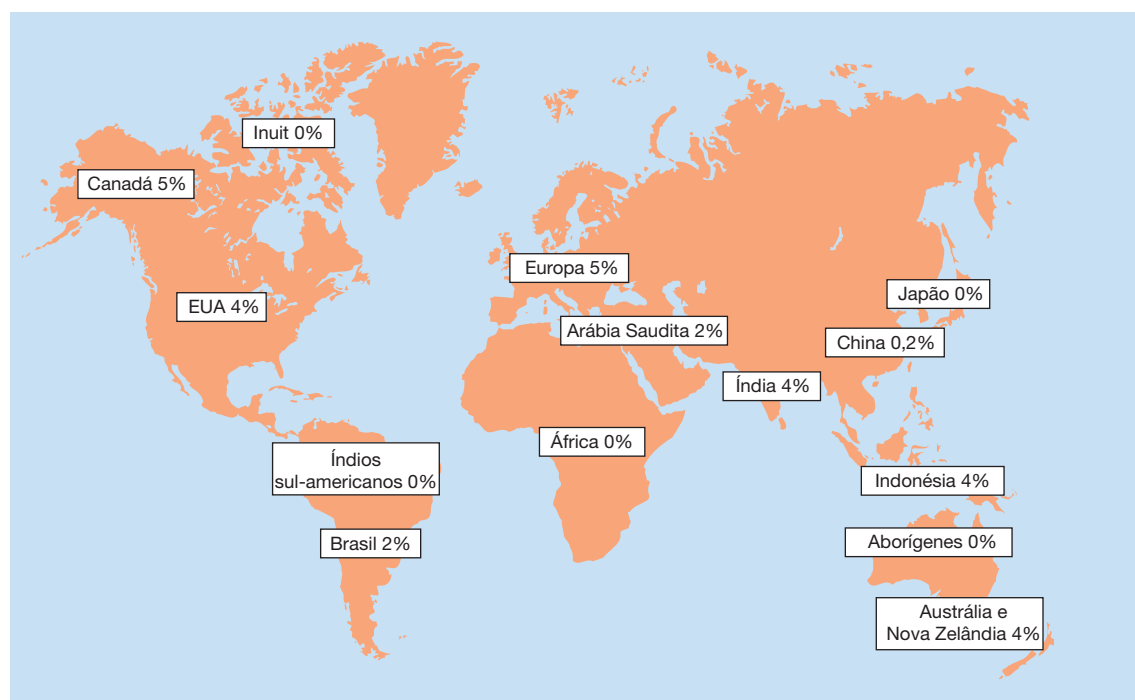 Inuit 0%
Canadá 5%
Europa 5%
EUA 4%
Japão 0%
Arábia Saudita 2%
China 0,2%
Índia 4%
África 0%
Índios
sul-americanos 0%
Indonésia 4%
Brasil 2%
Aborígenes 0%
Austrália e
Nova Zelândia 4%